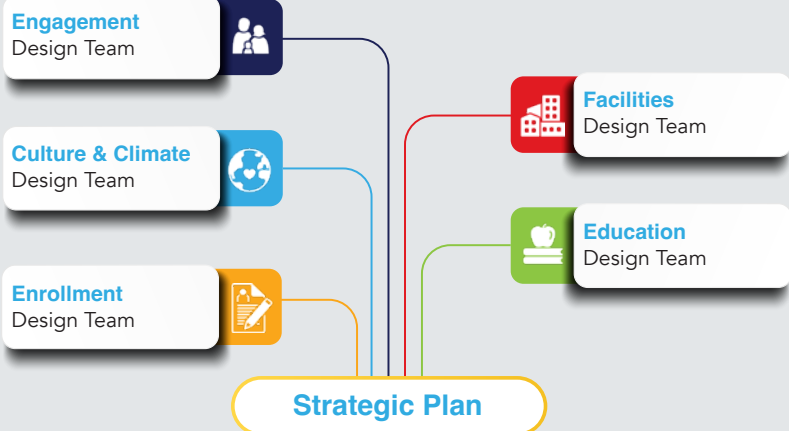 Engagement
Design Team
Culture & Climate
Design Team
Enrollment
Design Team
Facilities
Design Team
Education
Design Team
Strategic Plan